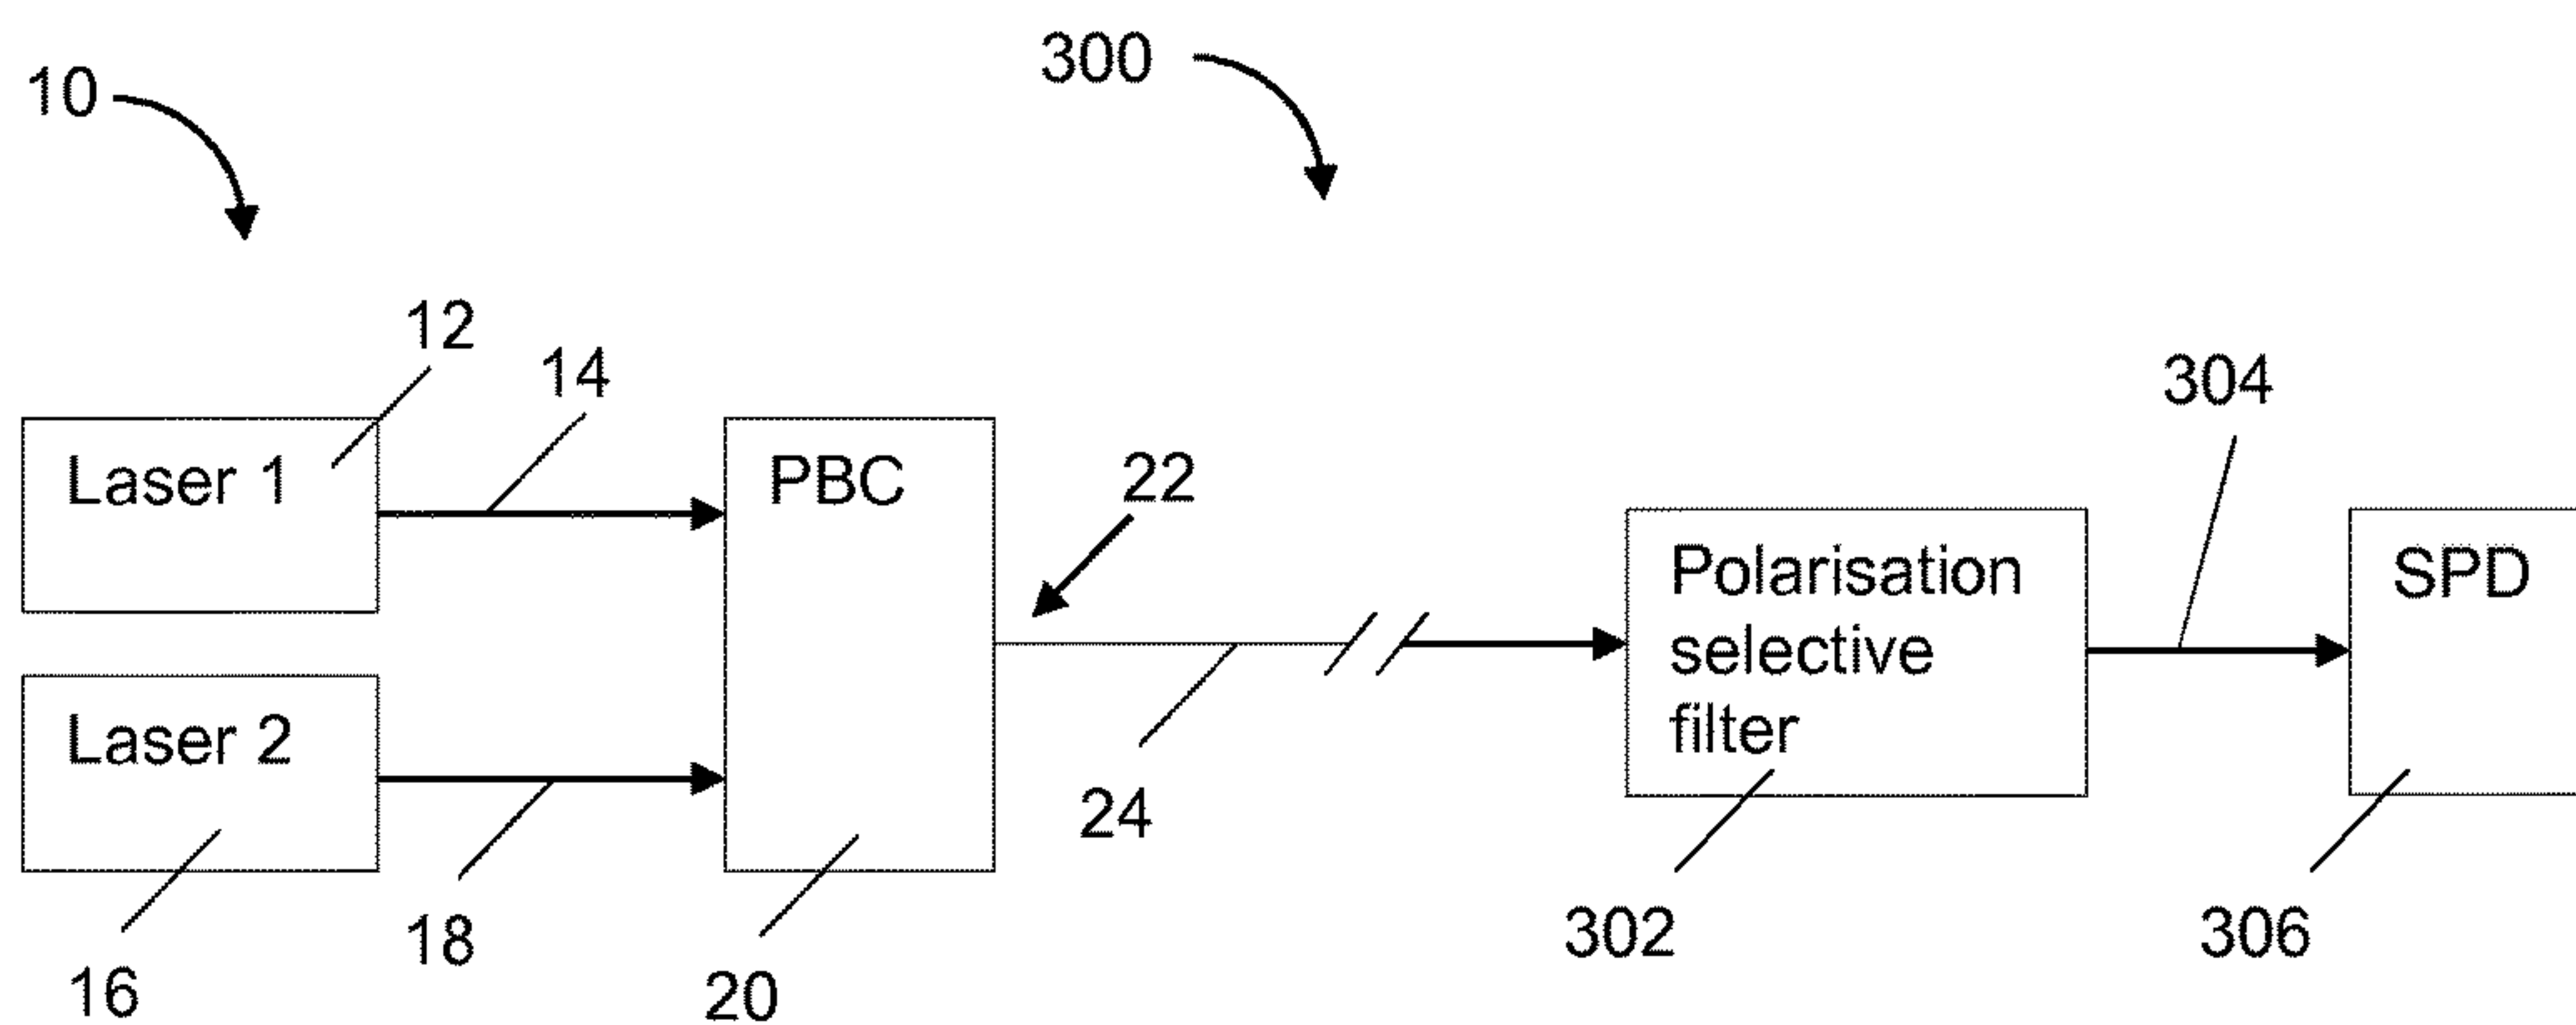 10
300
12
14
304
Laser 1
PBC
22
Polarisation
selective
filter
SPD
Laser 2
24
18
302
306
16
20